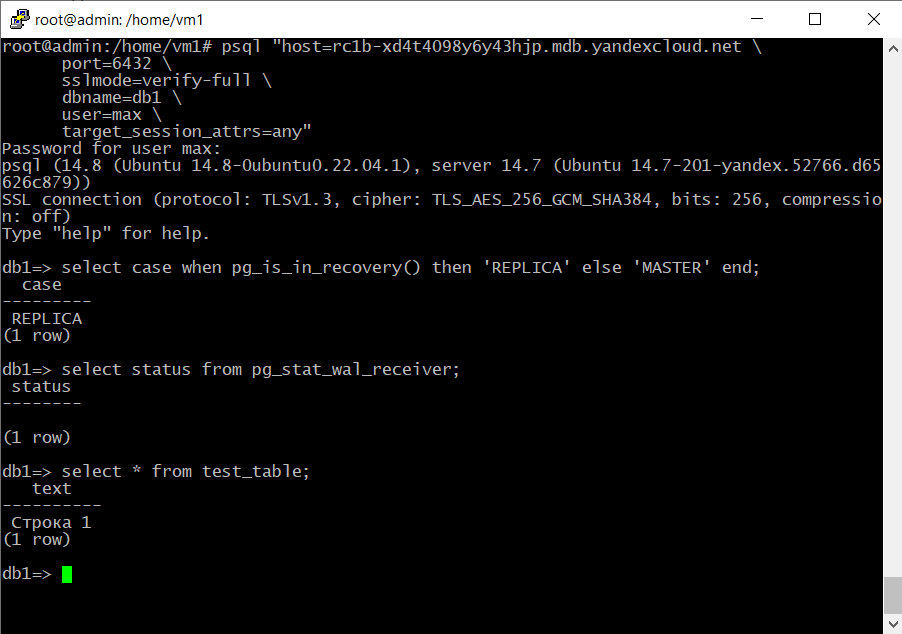 root@admin: /home/vm1
root@admin:/home/vm1# psql "host=rc1b-xd4t4098y6y43hjp.mdb.yandexcloud.net \
port=6432 \
sslmode=verify-full \
dbname=db1 \
user=max \
target_session_attrs=any"
Password for user max:
psql (14.8 (Ubuntu 14.8-0ubuntu0.22.04.1), server 14.7 (Ubuntu 14.7-201-yandex.52766.d65
626c879))
SSL connection (protocol: TLSv1.3, cipher: TLS_AES_256_GCM_SHA384, bits: 256, compressio
n: off)
Type "help" for help.
db1=> select case when pg_is_in_recovery() then 'REPLICA' else 'MASTER' end;
case
---------
REPLICA
(1 row)
db1=> select status from pg_stat_wal_receiver;
status
--------
(1 row)
db1=> select * from test_table;
text
----------
Строка 1
(1 row)
db1=>